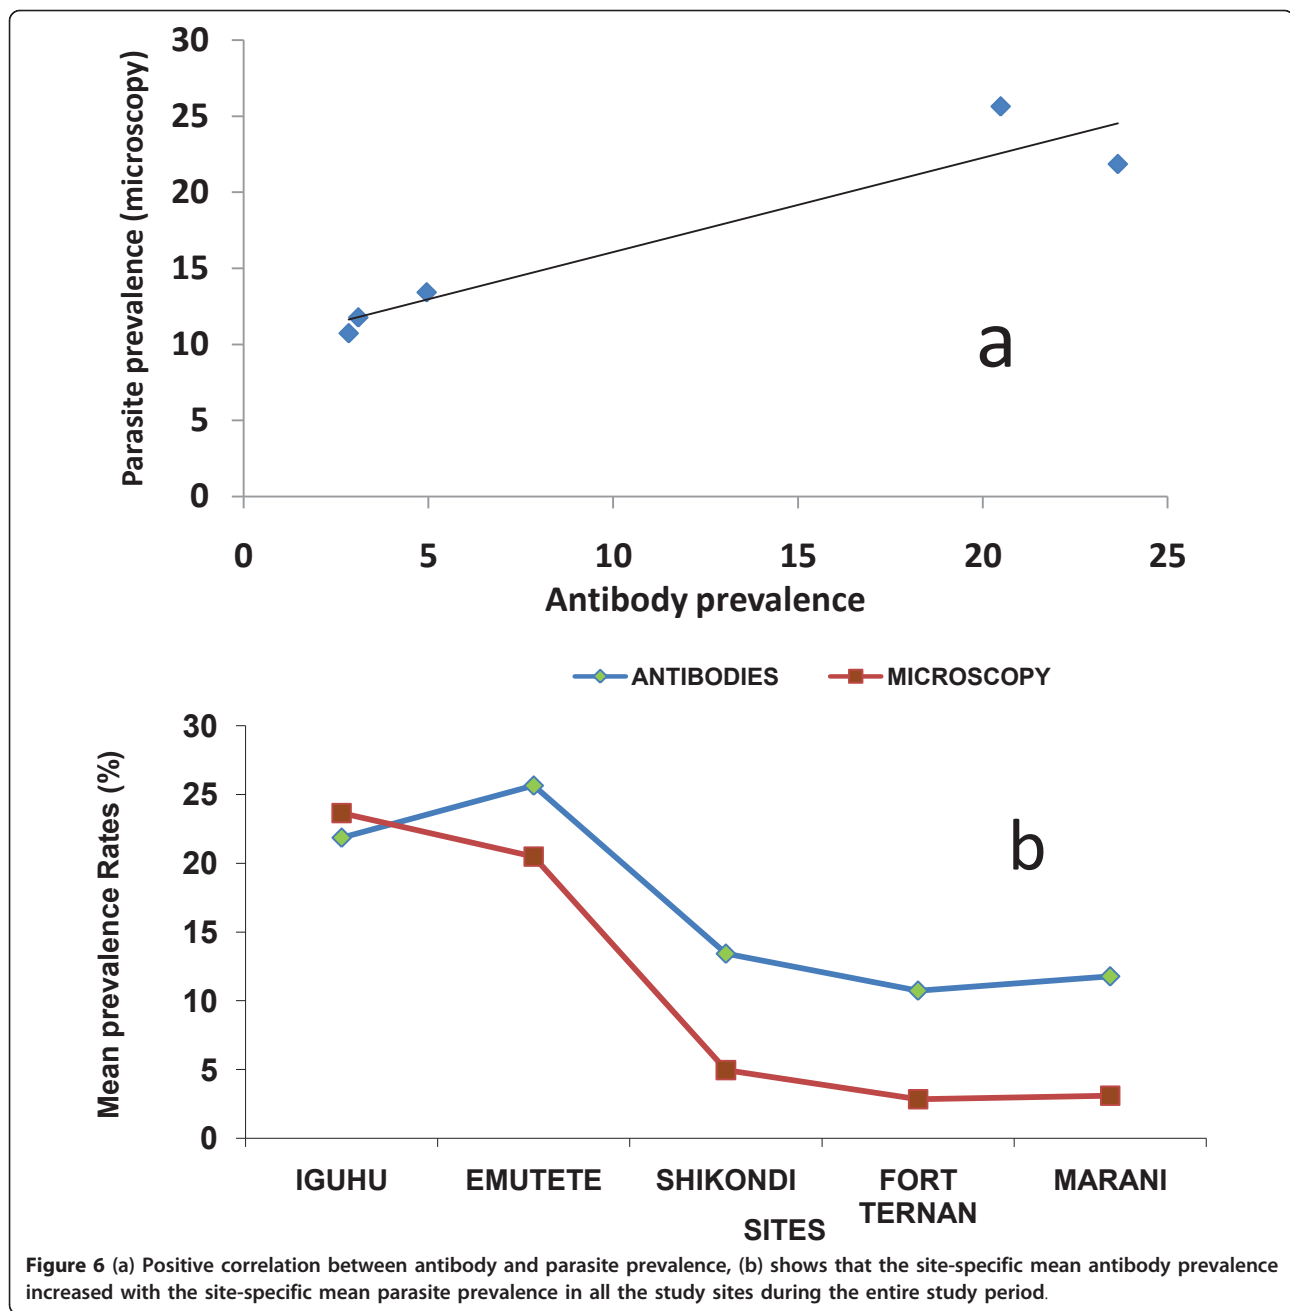 30
25
20
15
10
5
0
Parasite prevalence (microscopy)
a
0 5 10 15 20 25
Antibody prevalence
ANTIBODIES MICROSCOPY
30
25
20
15
10
5
0
Mean prevalence Rates (%)
b
IGUHU EMUTETE SHIKONDI FORT TERNAN MARANI
SITES
Figure 6 (a) Positive correlation between antibody and parasite prevalence, (b) shows that the site-specific mean antibody prevalence
increased with the site-specific mean parasite prevalence in all the study sites during the entire study period.